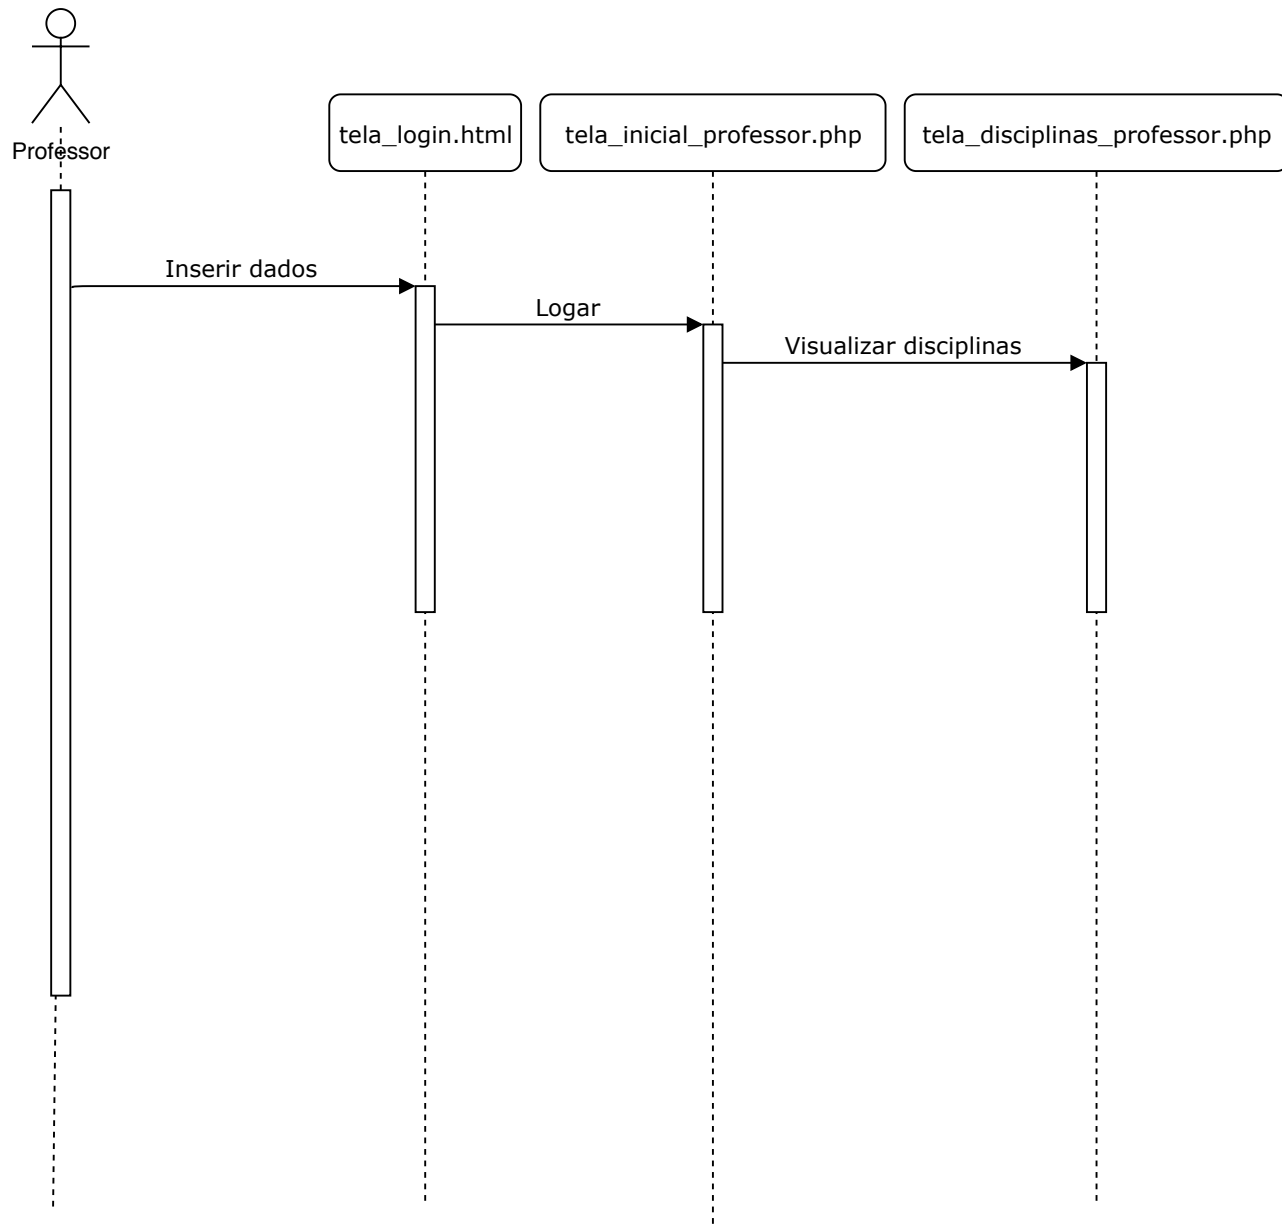 Professor
tela_login.html
tela_inicial_professor.php
tela_disciplinas_professor.php
Inserir dados
Logar
Visualizar disciplinas